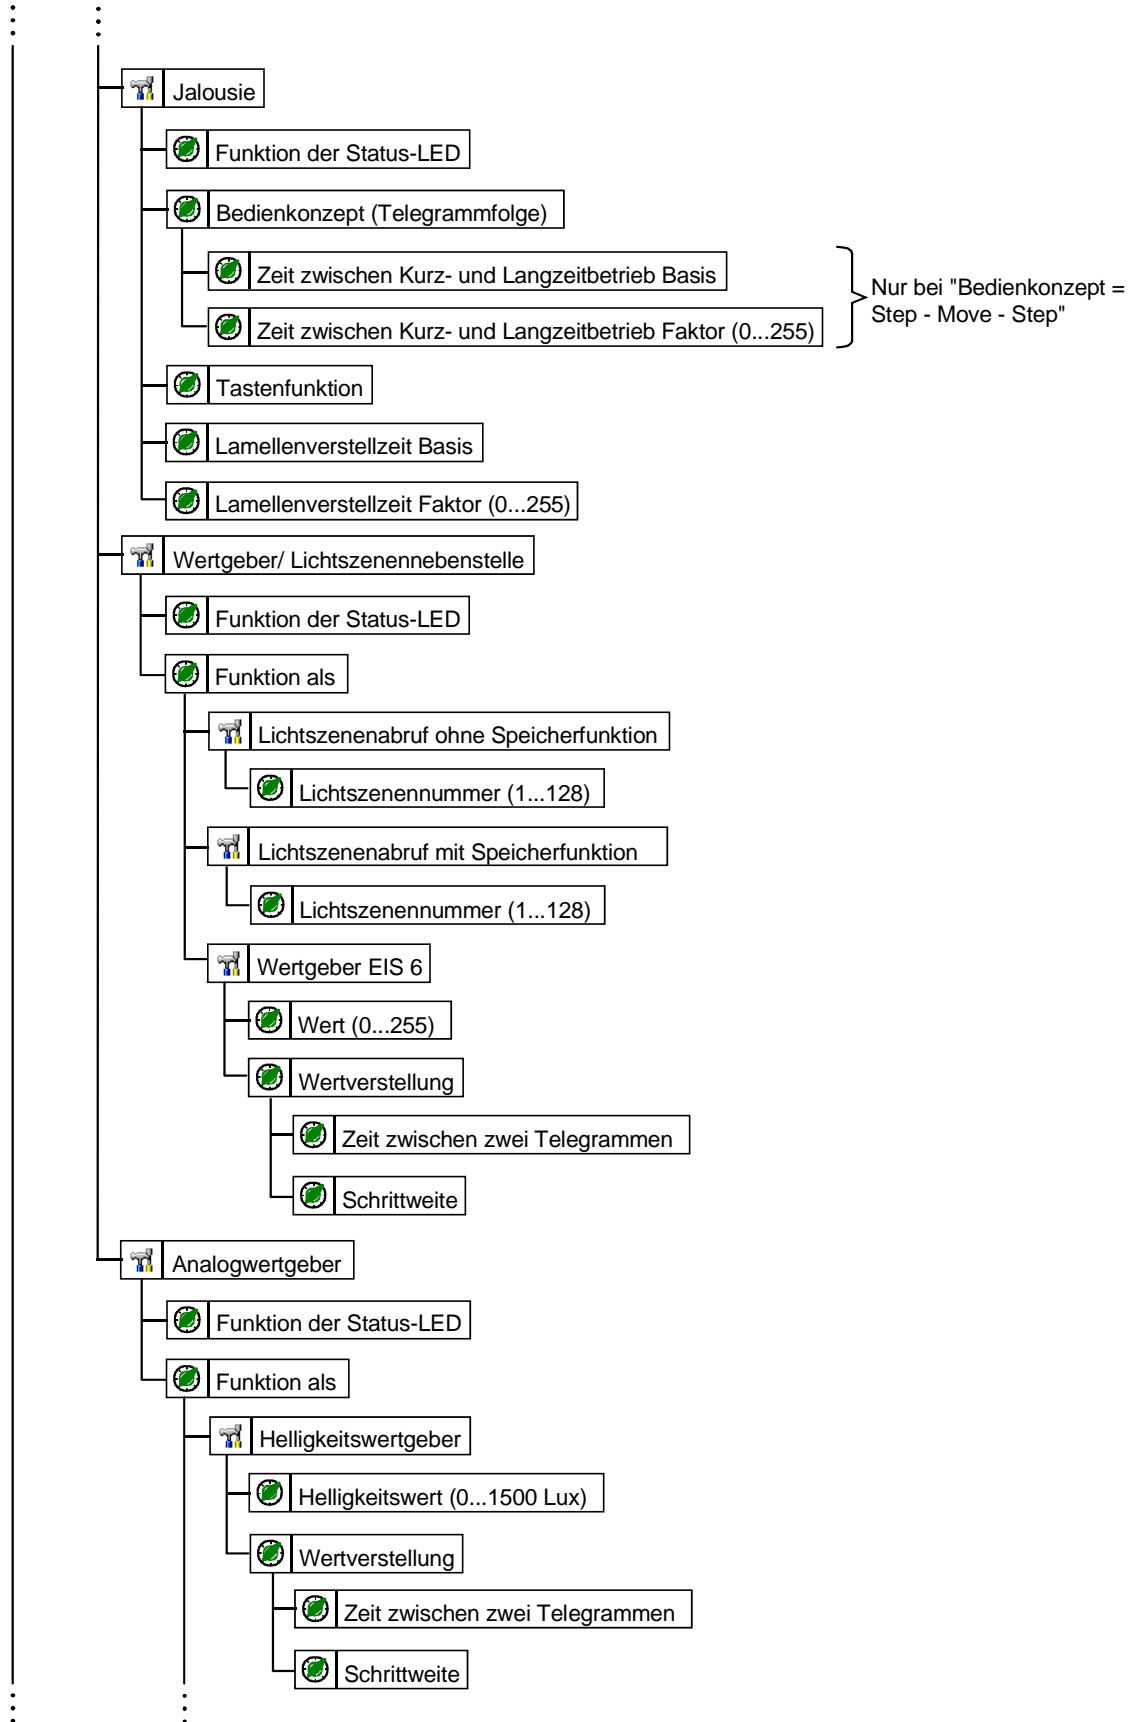 Jalousie
Funktion der Status-LED
Bedienkonzept (Telegrammfolge)
Zeit zwischen Kurz- und Langzeitbetrieb Basis
Zeit zwischen Kurz- und Langzeitbetrieb Faktor (0...255)
Nur bei "Bedienkonzept =
Step - Move - Step"
Tastenfunktion
Lamellenverstellzeit Basis
Lamellenverstellzeit Faktor (0...255)
Wertgeber/ Lichtszenennebenstelle
Funktion der Status-LED
Funktion als
Lichtszenenabruf ohne Speicherfunktion
Lichtszenennummer (1...128)
Lichtszenenabruf mit Speicherfunktion
Lichtszenennummer (1...128)
Wertgeber EIS 6
Wert (0...255)
Wertverstellung
Zeit zwischen zwei Telegrammen
Schrittweite
Analogwertgeber
Funktion der Status-LED
Funktion als
Helligkeitswertgeber
Helligkeitswert (0...1500 Lux)
Wertverstellung
Zeit zwischen zwei Telegrammen
Schrittweite